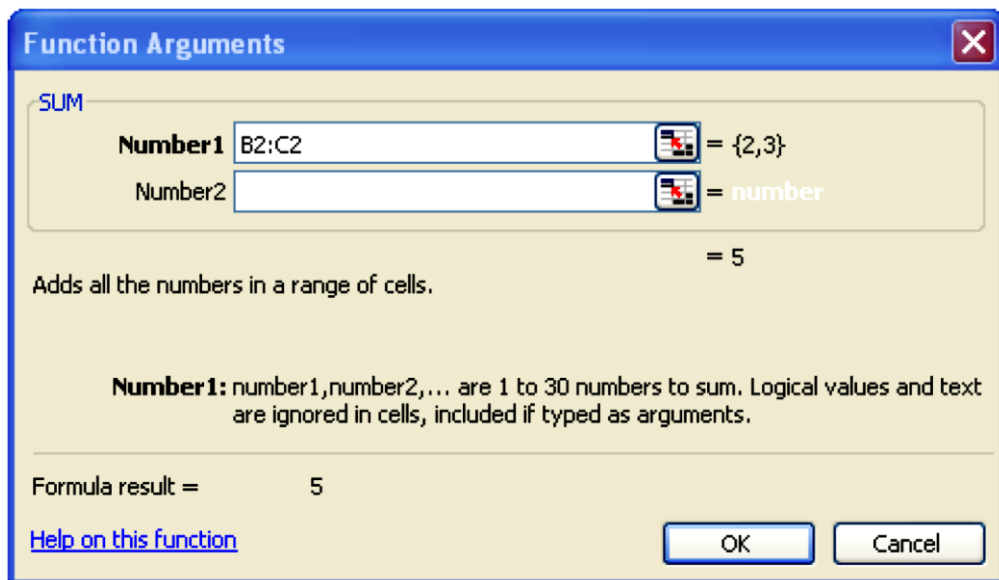 Function Arguments
SUM
Number1 B2:C2 = {2,3}
Number2 = number
= 5
Adds all the numbers in a range of cells.
Number1: number1,number2,... are 1 to 30 numbers to sum. Logical values and text
are ignored in cells, included if typed as arguments.
Formula result = 5
Help on this function OK Cancel